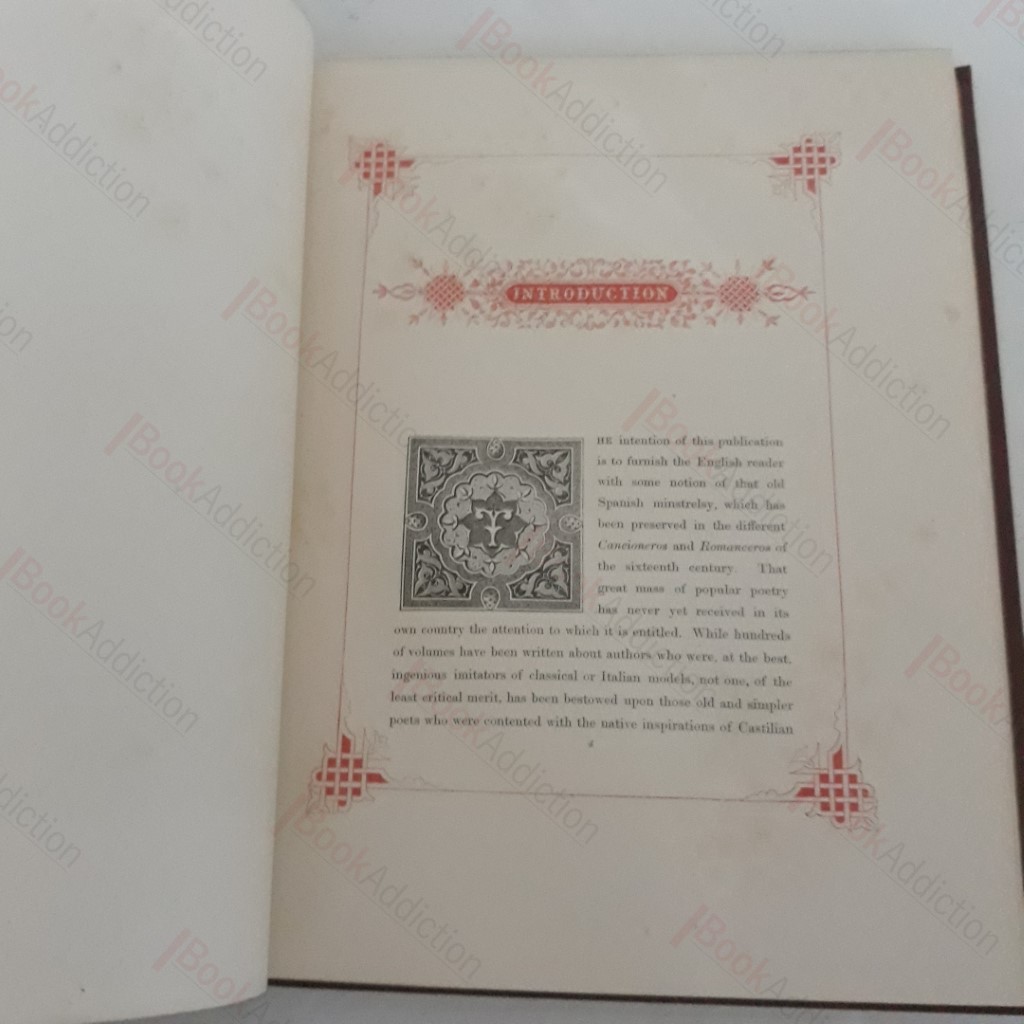 INTRODUCTION
THE intention of this publication
is to furnish the English reader
with some notion of that old
Spanish minstrelsy, which has
been preserved in the different
Cancioneros and Romanceros of
the sixteenth century. That
great mass of popular poetry
has never yet received in its
own country the attention to which it is entitled. While hundreds
of volumes have been written about authors who were, at the best,
ingenious imitators of classical or Italian models, not one, of the
least critical merit, has been bestowed upon those old and simpler
poets who were contented with the native inspirations of Castilian
BookAddiction